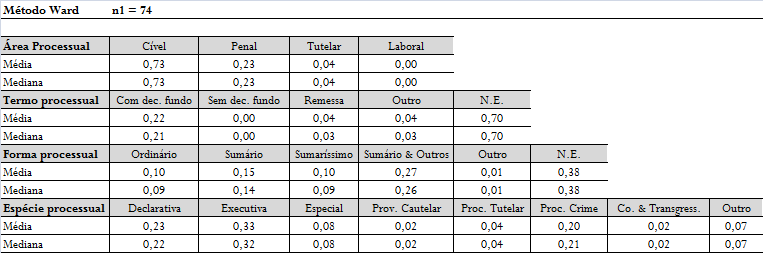 Método Ward n1 = 74
Área Processual Cível Penal Tutelar Laboral
Média 0,73 0,23 0,04 0,00
Mediana 0,73 0,23 0,04 0,00
Termo processual Com dec. fundo Sem dec. fundo Remessa Outro N.E.
Média 0,22 0,00 0,04 0,04 0,70
Mediana 0,21 0,00 0,03 0,03 0,70
Forma processual Ordinário Sumário Sumaríssimo Sumário & Outros Outro N.E.
Média 0,10 0,15 0,10 0,27 0,01 0,38
Mediana 0,09 0,14 0,09 0,26 0,01 0,38
Espécie processual Declarativa Executiva Especial Prov. Cautelar Proc. Tutelar Proc. Crime Co. & Transgress. Outro
Média 0,23 0,33 0,08 0,02 0,04 0,20 0,02 0,07
Mediana 0,22 0,32 0,08 0,02 0,04 0,21 0,02 0,07